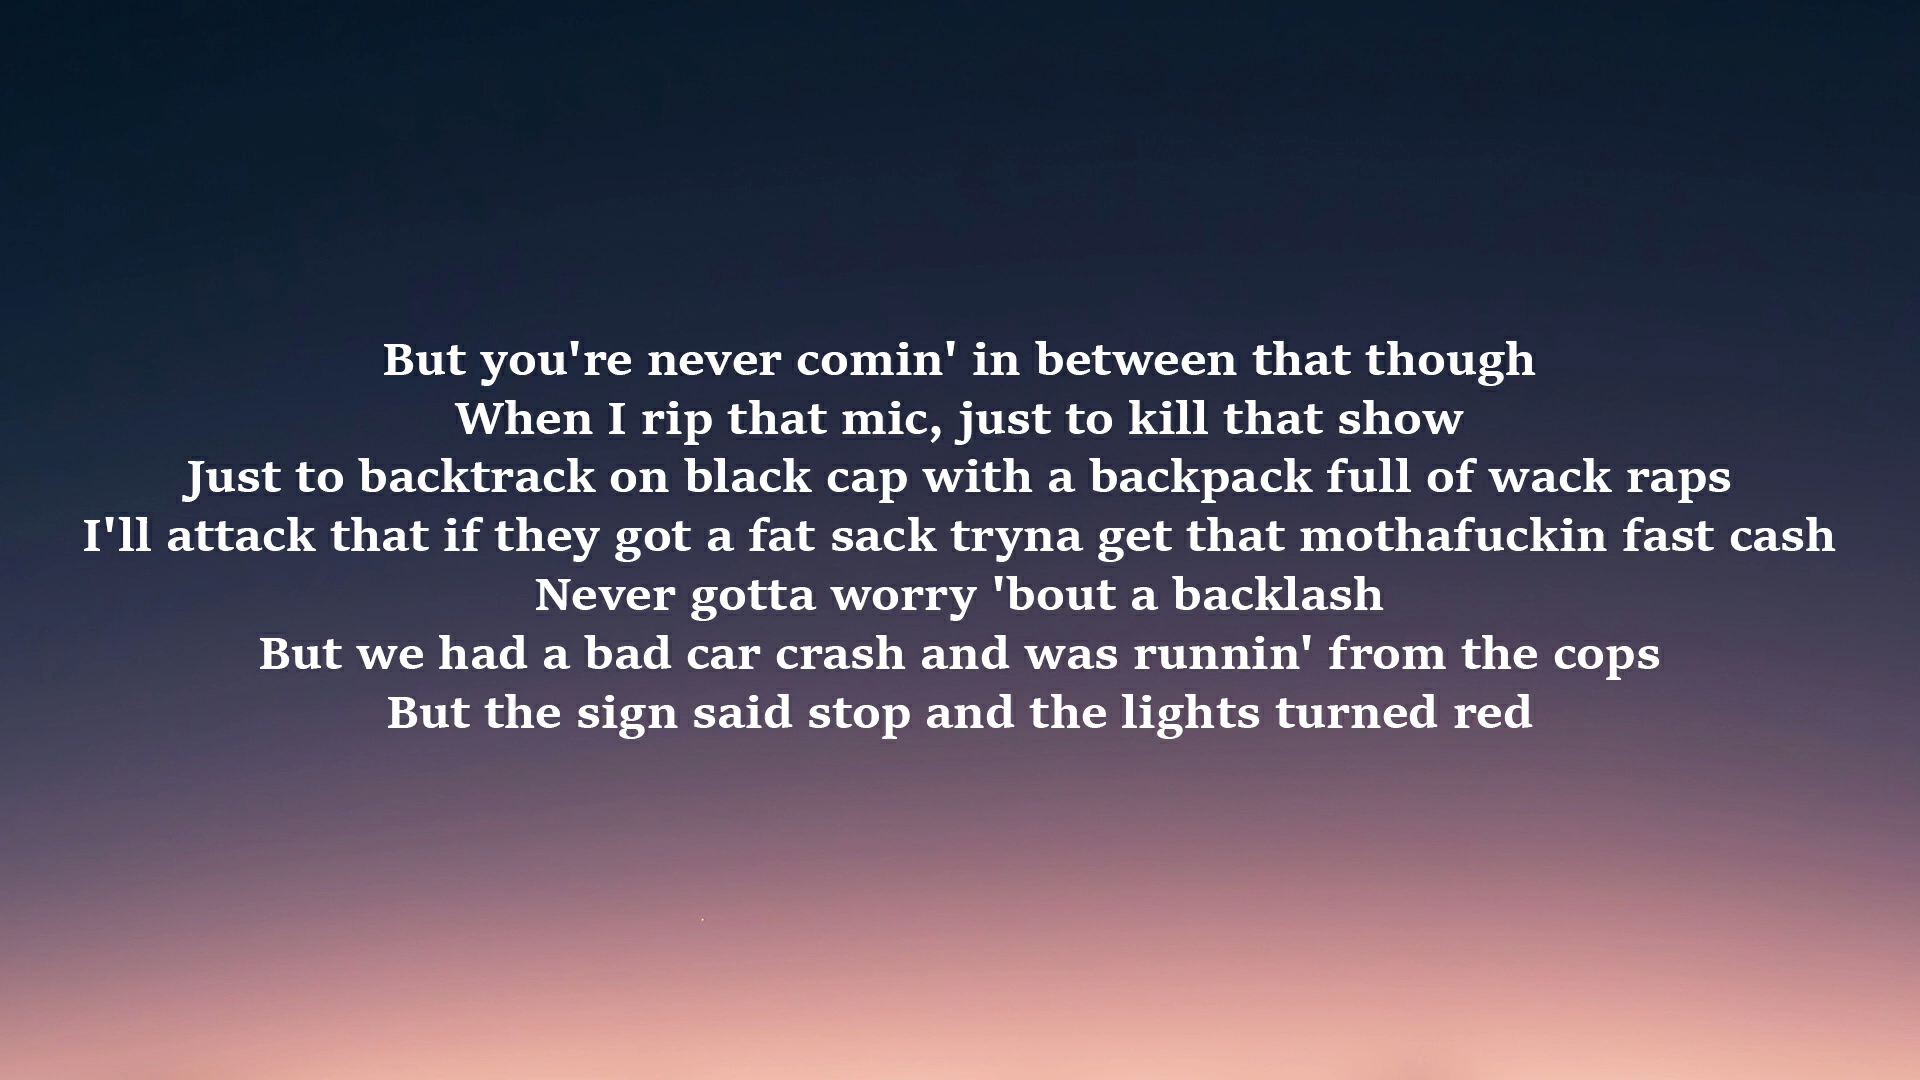 But you're never comin' in between that though
When I rip that mic, just to kill that show
Just to backtrack on black cap with a backpack full of wack raps
I'll attack that if they got a fat sack tryna get that mothafuckin fast cash
Never gotta worry 'bout a backlash
But we had a bad car crash and was runnin' from the cops
But the sign said stop and the lights turned red